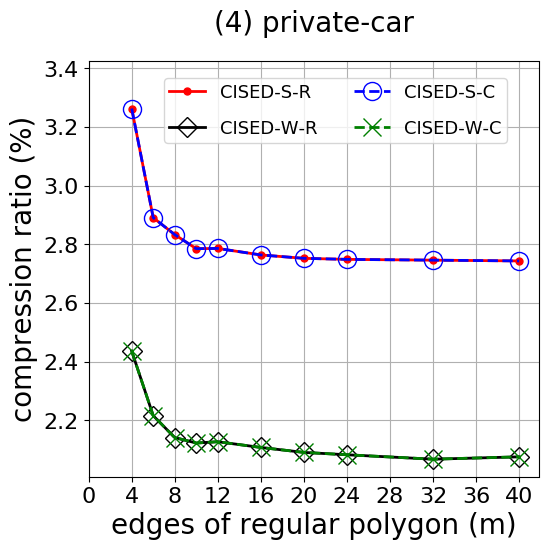 (4) private-car
compression ratio (%)
3.4
3.2
3.0
2.8
2.6
2.4
2.2
CISED-S-R
CISED-W-R
CISED-S-C
CISED-W-C
0 4 8 12 16 20 24 28 32 36 40
edges of regular polygon (m)